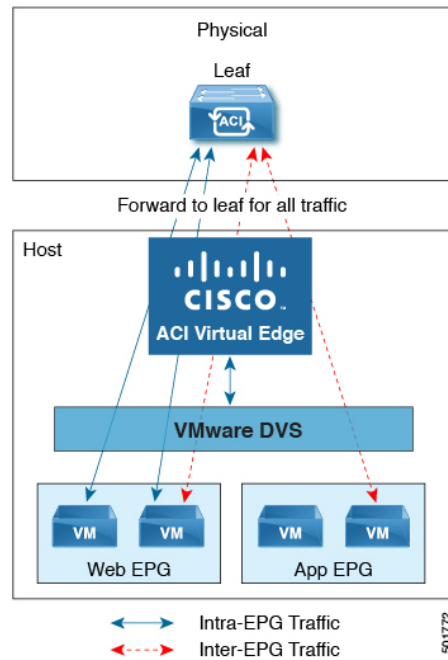 Physical
Leaf
ACI
Forward to leaf for all traffic
Host
CISCO
ACI Virtual Edge
VMware DVS
VM VM VM VM
Web EPG App EPG
Intra-EPG Traffic
Inter-EPG Traffic
501772